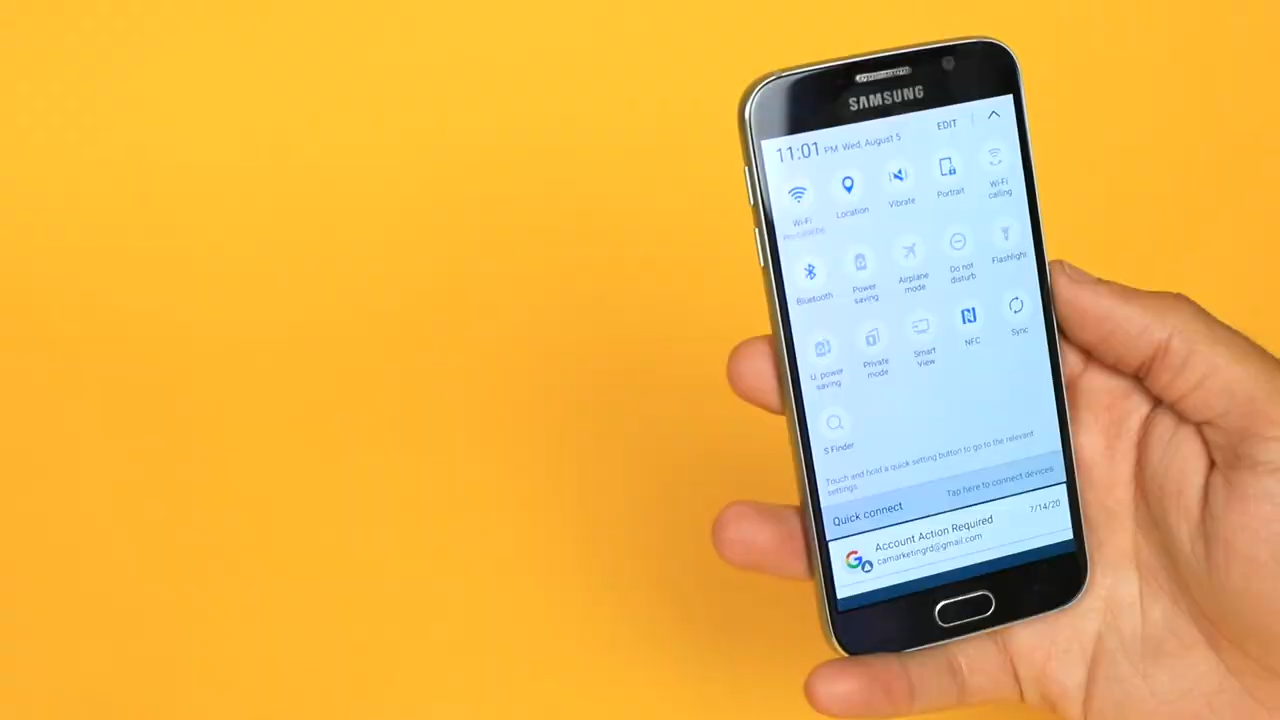 SAMSUNG
11:01 PM Wed, August 5
EDIT
Wi-Fi
Location
Vibrate
Portrait
Wi-Fi
calling
Bluetooth
Power
saving
Airplane
mode
Do not
disturb
Flashlight
U. power
saving
Private
mode
Smart
View
NFC
Sync
S Finder
Touch and hold a quick setting button to go to the relevant
settings.
Quick connect
Tap here to connect devices
Account Action Required
7/14/20
camarketingrd@gmail.com